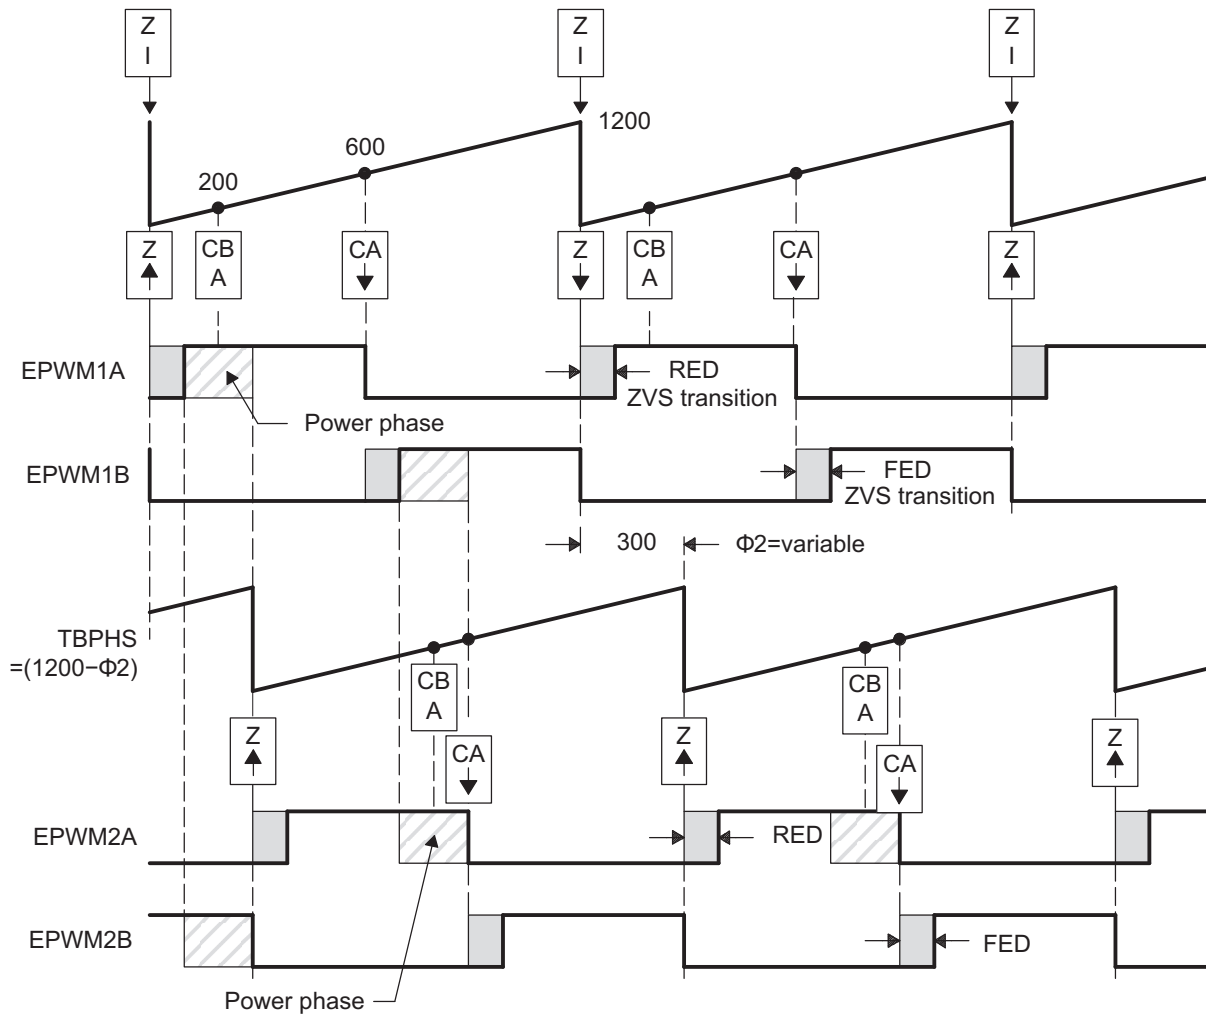 Z
I
Z
I
Z
I
1200
600
200
Z
CB
A
CA
Z
CB
A
CA
Z
EPWM1A
RED
ZVS transition
Power phase
EPWM1B
FED
ZVS transition
300
Φ2=variable
TBPHS
=(1200−Φ2)
CB
A
CB
A
Z
CA
Z
CA
Z
EPWM2A
RED
EPWM2B
FED
Power phase